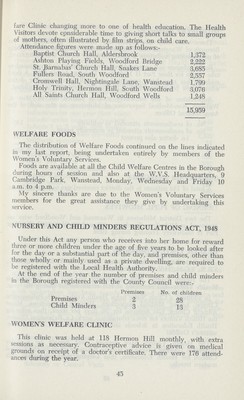 fare Clinic changing more to one of health education. The Health
Visitors devote considerable time to giving short talks to small groups
of mothers, often illustrated by film strips, on child care.
Attendance figures were made up as follows:-
Baptist Church Hall, Aldersbrook 1,372
Ashton Playing Fields, Woodford Bridge 2,222
St. Barnabas' Church Hall, Snakes Lane 3,685
Fullers Road, South Woodford 2,557
Cromwell Hall, Nightingale Lane, Wanstead 1,799
Holy Trinity, Hermon Hill, South Woodford 3,076
All Saints Church Hall, Woodford Wells 1,248
15,959
WELFARE FOODS
The distribution of Welfare Foods continued on the lines indicated
in my last report, being undertaken entirely by members of the
Women's Voluntary Services.
Foods are available at all the Child Welfare Centres in the Borough
during hours of session and also at the W.V.S. Headquarters, 9
Cambridge Park, Wanstead, Monday, Wednesday and Friday 10
a.m. to 4 p.m.
My sincere thanks are due to the Women's Voluntary Services
members for the great assistance they give by undertaking this
service.
NURSERY AND CHILD MINDERS REGULATIONS ACT, 1948
Under this Act any person who receives into her home for reward
three or more children under the age of five years to be looked after
for the day or a substantial part of the day, and premises, other than
those wholly or mainly used as a private dwelling, are required to
be registered with the Local Health Authority.
At the end of the year the number of premises and child minders
in the Borough registered with the County Council were:-
Premises No. of children
Premises 2 28
Child Minders 3 13
WOMEN'S WELFARE CLINIC
This clinic was held at 118 Hermon Hill monthly, with extra
sessions as necessary. Contraceptive advice is given on medical
grounds on receipt of a doctor's certificate. There were 176 attend-
ances during the year.
43